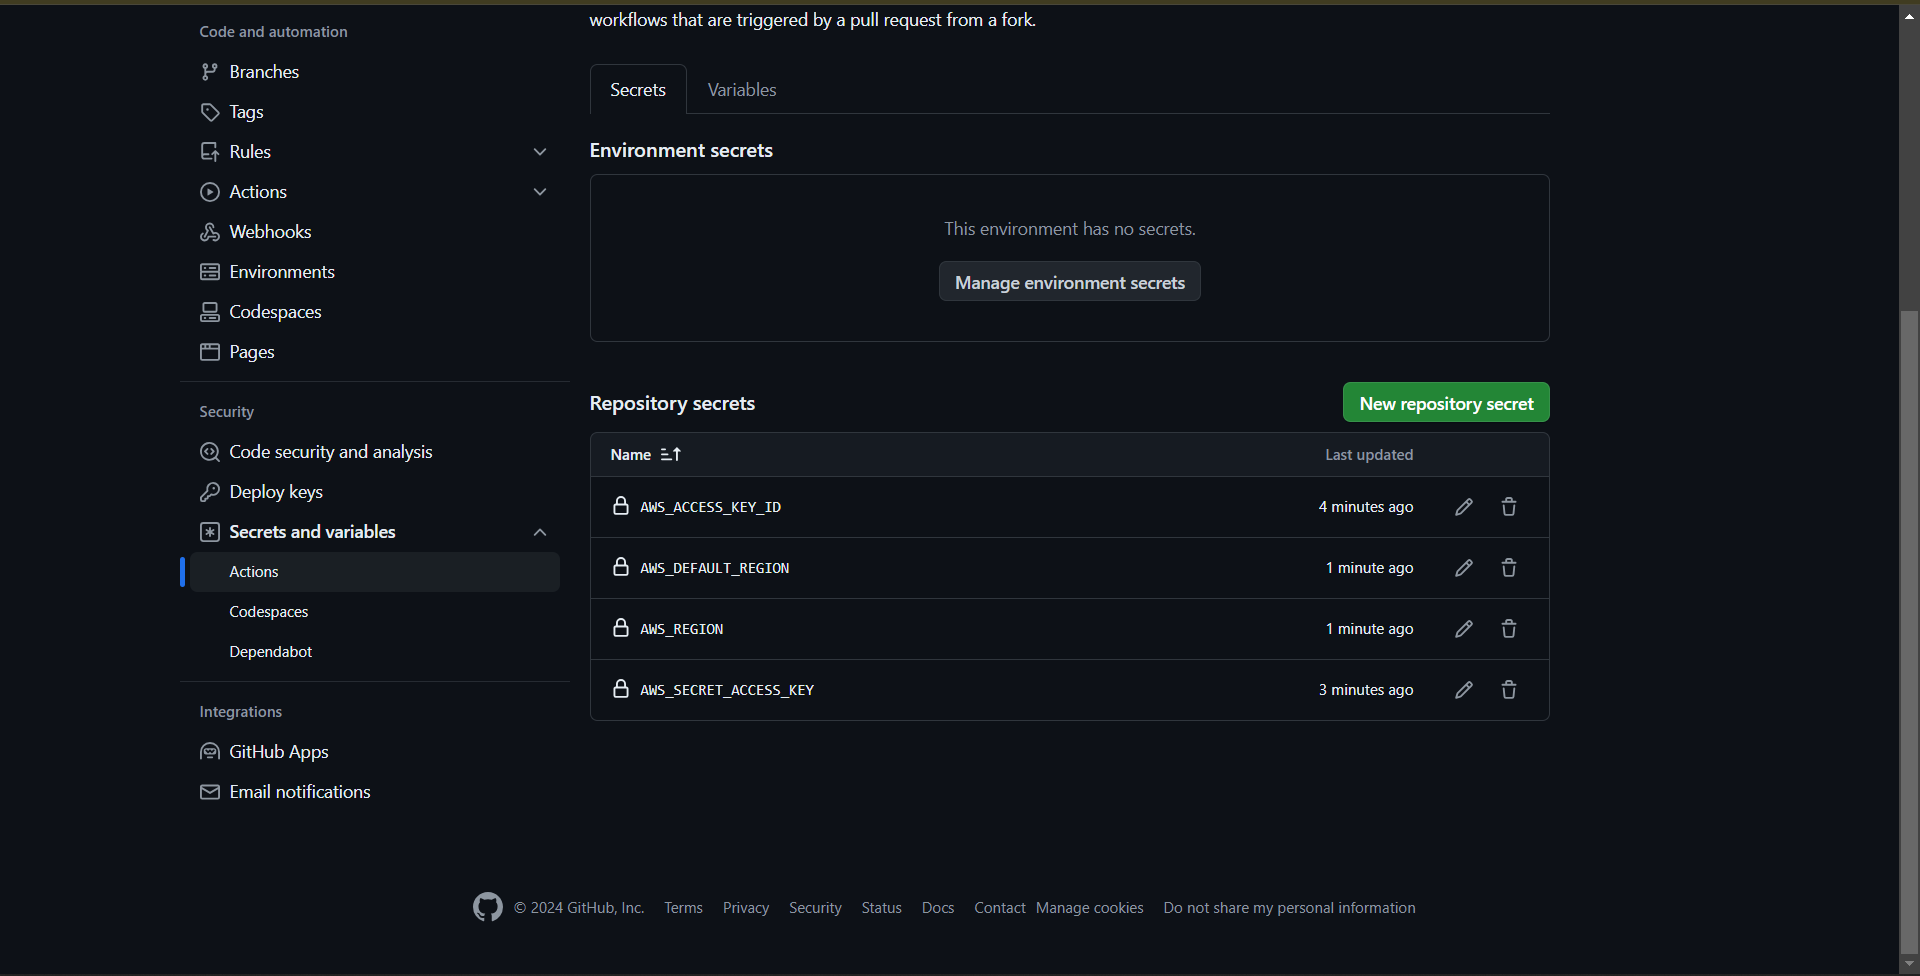 Code and automation
Branches
Tags
Rules
Actions
Webhooks
Environments
Codespaces
Pages
Security
Code security and analysis
Deploy keys
Secrets and variables
Actions
Codespaces
Dependabot
Integrations
GitHub Apps
Email notifications
workflows that are triggered by a pull request from a fork.
Secrets Variables
Environment secrets
This environment has no secrets.
Manage environment secrets
Repository secrets New repository secret
Name Last updated
AWS_ACCESS_KEY_ID 4 minutes ago
AWS_DEFAULT_REGION 1 minute ago
AWS_REGION 1 minute ago
AWS_SECRET_ACCESS_KEY 3 minutes ago
© 2024 GitHub, Inc. Terms Privacy Security Status Docs Contact Manage cookies Do not share my personal information